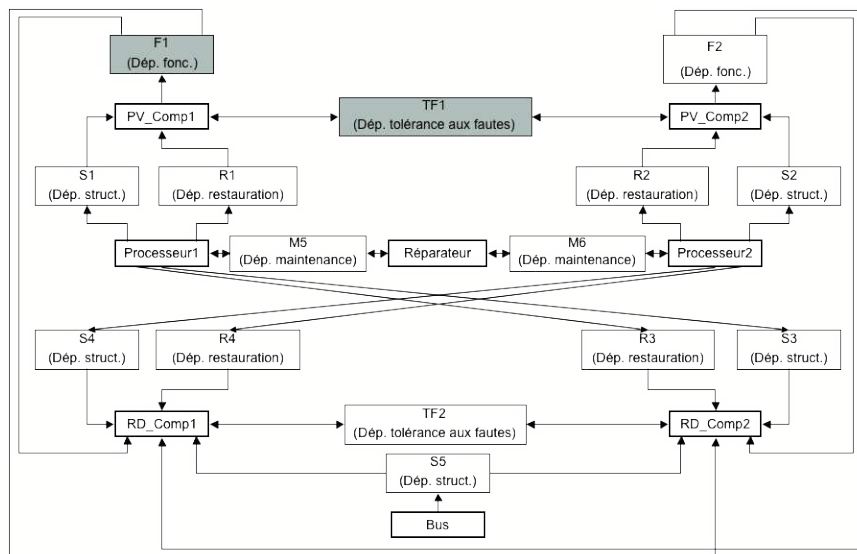 F1
(Dép. fonc.)
F2
(Dép. fonc.)
PV_Comp1
TF1
(Dép. tolérance aux fautes)
PV_Comp2
S1
(Dép. struct.)
R1
(Dép. restauration)
R2
(Dép. restauration)
S2
(Dép. struct.)
Processeur1
M5
(Dép. maintenance)
Réparateur
M6
(Dép. maintenance)
Processeur2
S4
(Dép. struct.)
R4
(Dép. restauration)
R3
(Dép. restauration)
S3
(Dép. struct.)
RD_Comp1
TF2
(Dép. tolérance aux fautes)
RD_Comp2
S5
(Dép. struct.)
Bus